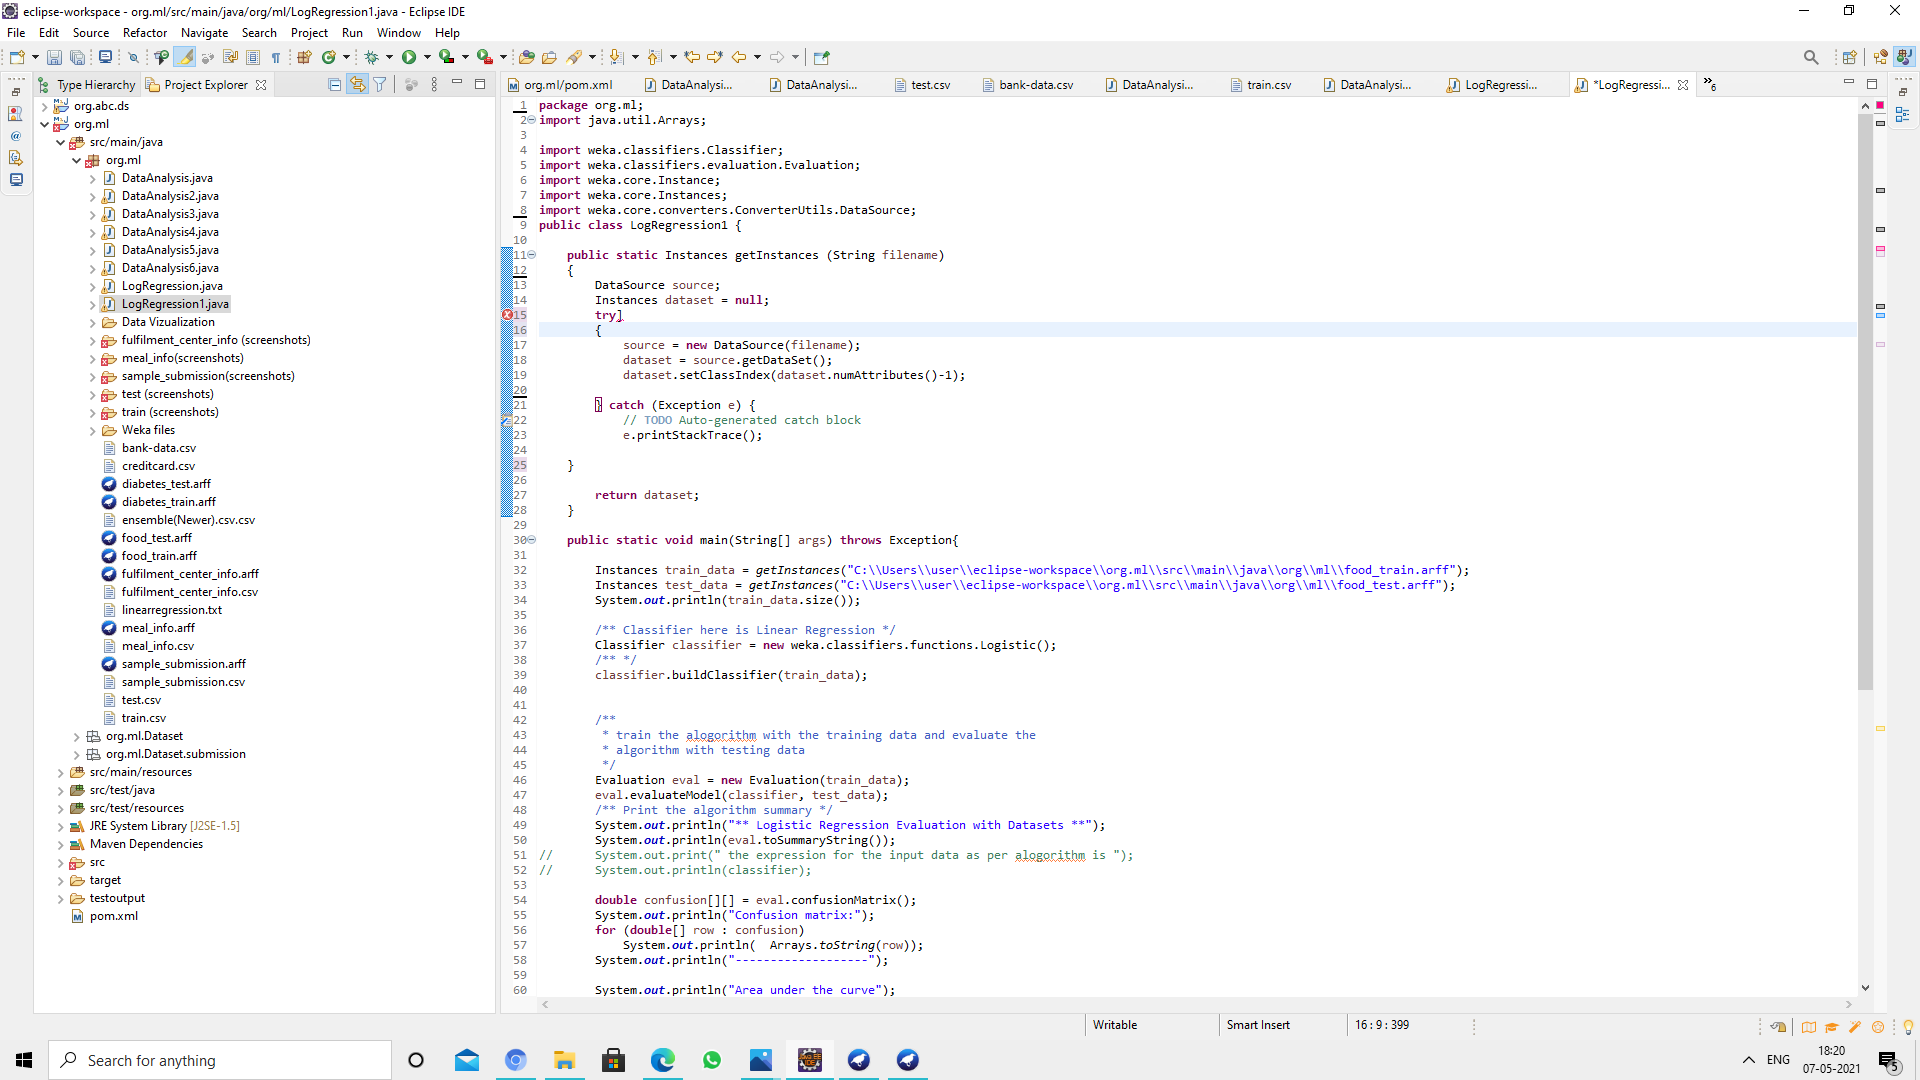 eclipse-workspace - org.ml/src/main/java/org/ml/LogRegression1.java - Eclipse IDE
File Edit Source Refactor Navigate Search Project Run Window Help
Type Hierarchy Project Explorer
org.abc.ds
org.ml
src/main/java
org.ml
DataAnalysis.java
DataAnalysis2.java
DataAnalysis3.java
DataAnalysis4.java
DataAnalysis5.java
DataAnalysis6.java
LogRegression.java
LogRegression1.java
Data Vizualization
fulfilment_center_info (screenshots)
meal_info(screenshots)
sample_submission(screenshots)
test (screenshots)
train (screenshots)
Weka files
bank-data.csv
creditcard.csv
diabetes_test.arff
diabetes_train.arff
ensemble(Newer).csv.csv
food_test.arff
food_train.arff
fulfilment_center_info.arff
fulfilment_center_info.csv
linearregression.txt
meal_info.arff
meal_info.csv
sample_submission.arff
sample_submission.csv
test.csv
train.csv
org.ml.Dataset
org.ml.Dataset.submission
src/main/resources
src/test/java
src/test/resources
JRE System Library [J2SE-1.5]
Maven Dependencies
src
target
testoutput
pom.xml
org.ml/pom.xml DataAnalysi... DataAnalysi... test.csv bank-data.csv DataAnalysi... train.csv DataAnalysi... LogRegressi... *LogRegressi... »6
1 package org.ml;
2 import java.util.Arrays;
3
4 import weka.classifiers.Classifier;
5 import weka.classifiers.evaluation.Evaluation;
6 import weka.core.Instance;
7 import weka.core.Instances;
8 import weka.core.converters.ConverterUtils.DataSource;
9 public class LogRegression1 {
10
11 public static Instances getInstances (String filename)
12 {
13 DataSource source;
14 Instances dataset = null;
15 try
16 {
17 source = new DataSource(filename);
18 dataset = source.getDataSet();
19 dataset.setClassIndex(dataset.numAttributes()-1);
20
21 } catch (Exception e) {
22 // TODO Auto-generated catch block
23 e.printStackTrace();
24
25 }
26
27 return dataset;
28 }
29
30 public static void main(String[] args) throws Exception{
31
32 Instances train_data = getInstances("C:\\Users\\user\\eclipse-workspace\\org.ml\\src\\main\\java\\org\\ml\\food_train.arff");
33 Instances test_data = getInstances("C:\\Users\\user\\eclipse-workspace\\org.ml\\src\\main\\java\\org\\ml\\food_test.arff");
34 System.out.println(train_data.size());
35
36 /** Classifier here is Linear Regression */
37 Classifier classifier = new weka.classifiers.functions.Logistic();
38 /** */
39 classifier.buildClassifier(train_data);
40
41
42 /**
43 * train the alogorithm with the training data and evaluate the
44 * algorithm with testing data
45 */
46 Evaluation eval = new Evaluation(train_data);
47 eval.evaluateModel(classifier, test_data);
48 /** Print the algorithm summary */
49 System.out.println("** Logistic Regression Evaluation with Datasets **");
50 System.out.println(eval.toSummaryString());
51 // System.out.print(" the expression for the input data as per alogorithm is ");
52 // System.out.println(classifier);
53
54 double confusion[][] = eval.confusionMatrix();
55 System.out.println("Confusion matrix:");
56 for (double[] row : confusion)
57 System.out.println( Arrays.toString(row));
58 System.out.println("-------------------");
59
60 System.out.println("Area under the curve");
Writable Smart Insert 16 : 9 : 399
Search for anything
ENG
18:20
07-05-2021
5